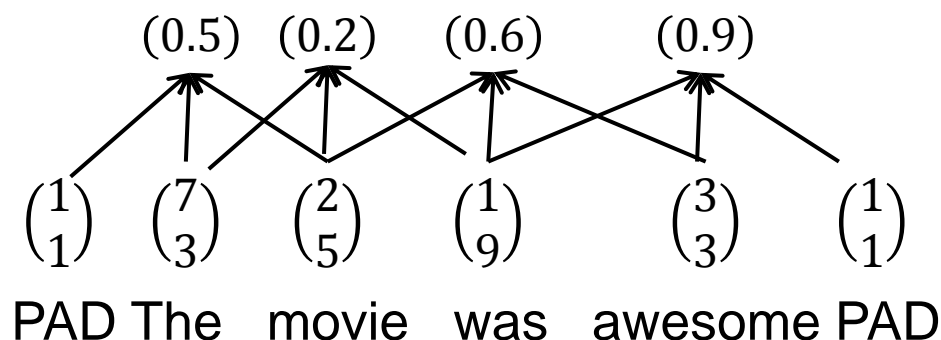 (0.5) (0.2) (0.6) (0.9)
(1 (7 (2 (1 (3 (1
1) 3) 5) 9) 3) 1)
PAD The movie was awesome PAD